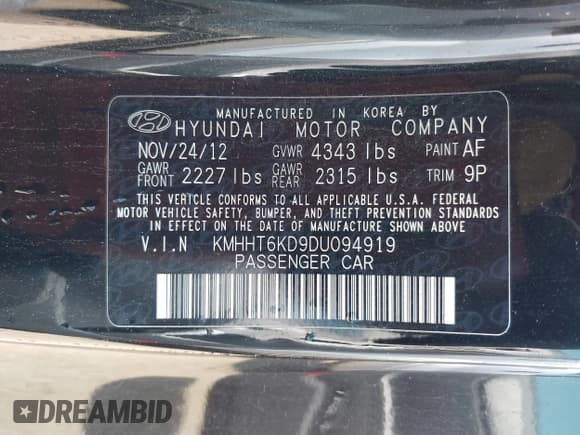 MANUFACTURED IN KOREA BY
HYUNDAI MOTOR COMPANY
NOV/24/12 GVWR 4343 lbs PAINT AF
GAWR FRONT 2227 lbs GAWR REAR 2315 lbs TRIM 9P
THIS VEHICLE CONFORMS TO ALL APPLICABLE U.S.A. FEDERAL
MOTOR VEHICLE SAFETY, BUMPER, AND THEFT PREVENTION STANDARDS
IN EFFECT ON THE DATE OF MANUFACTURE SHOWN ABOVE.
V.I.N KMHHT6KD9DU094919
PASSENGER CAR
DREAMBID